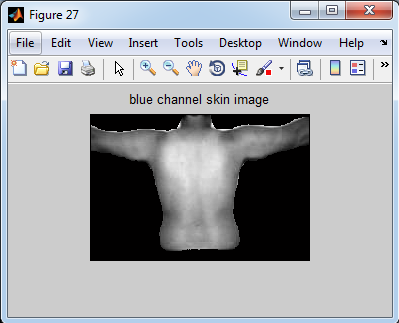 Figure 27
File Edit View Insert Tools Desktop Window Help
blue channel skin image